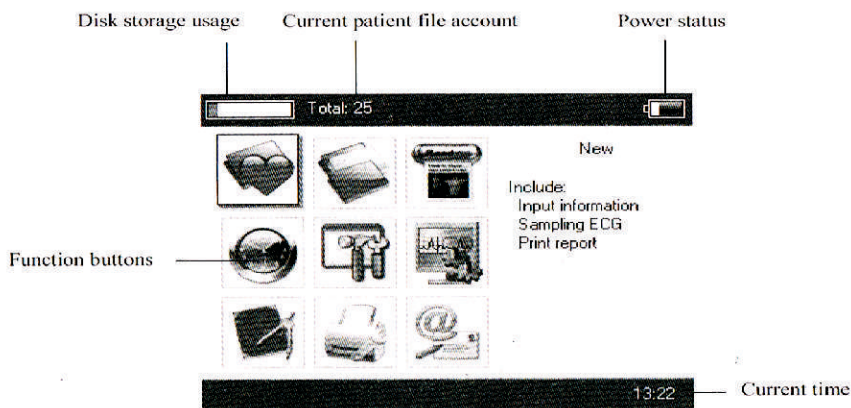 Disk storage usage
Current patient file account
Power status
Total: 25
New
Include:
Input information
Sampling ECG
Print report
Function buttons
13:22
Current time